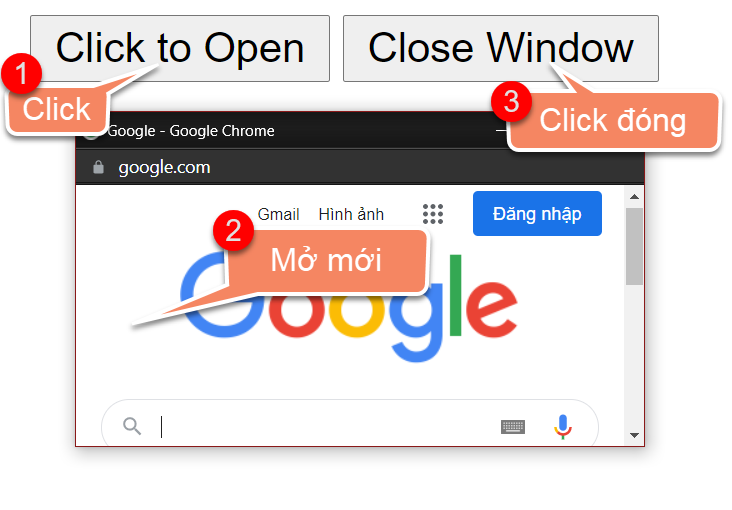 Click to Open
Close Window
1
Click
3
Click đóng
Google - Google Chrome
google.com
Gmail
Hình ảnh
Đăng nhập
2
Mở mới
Google